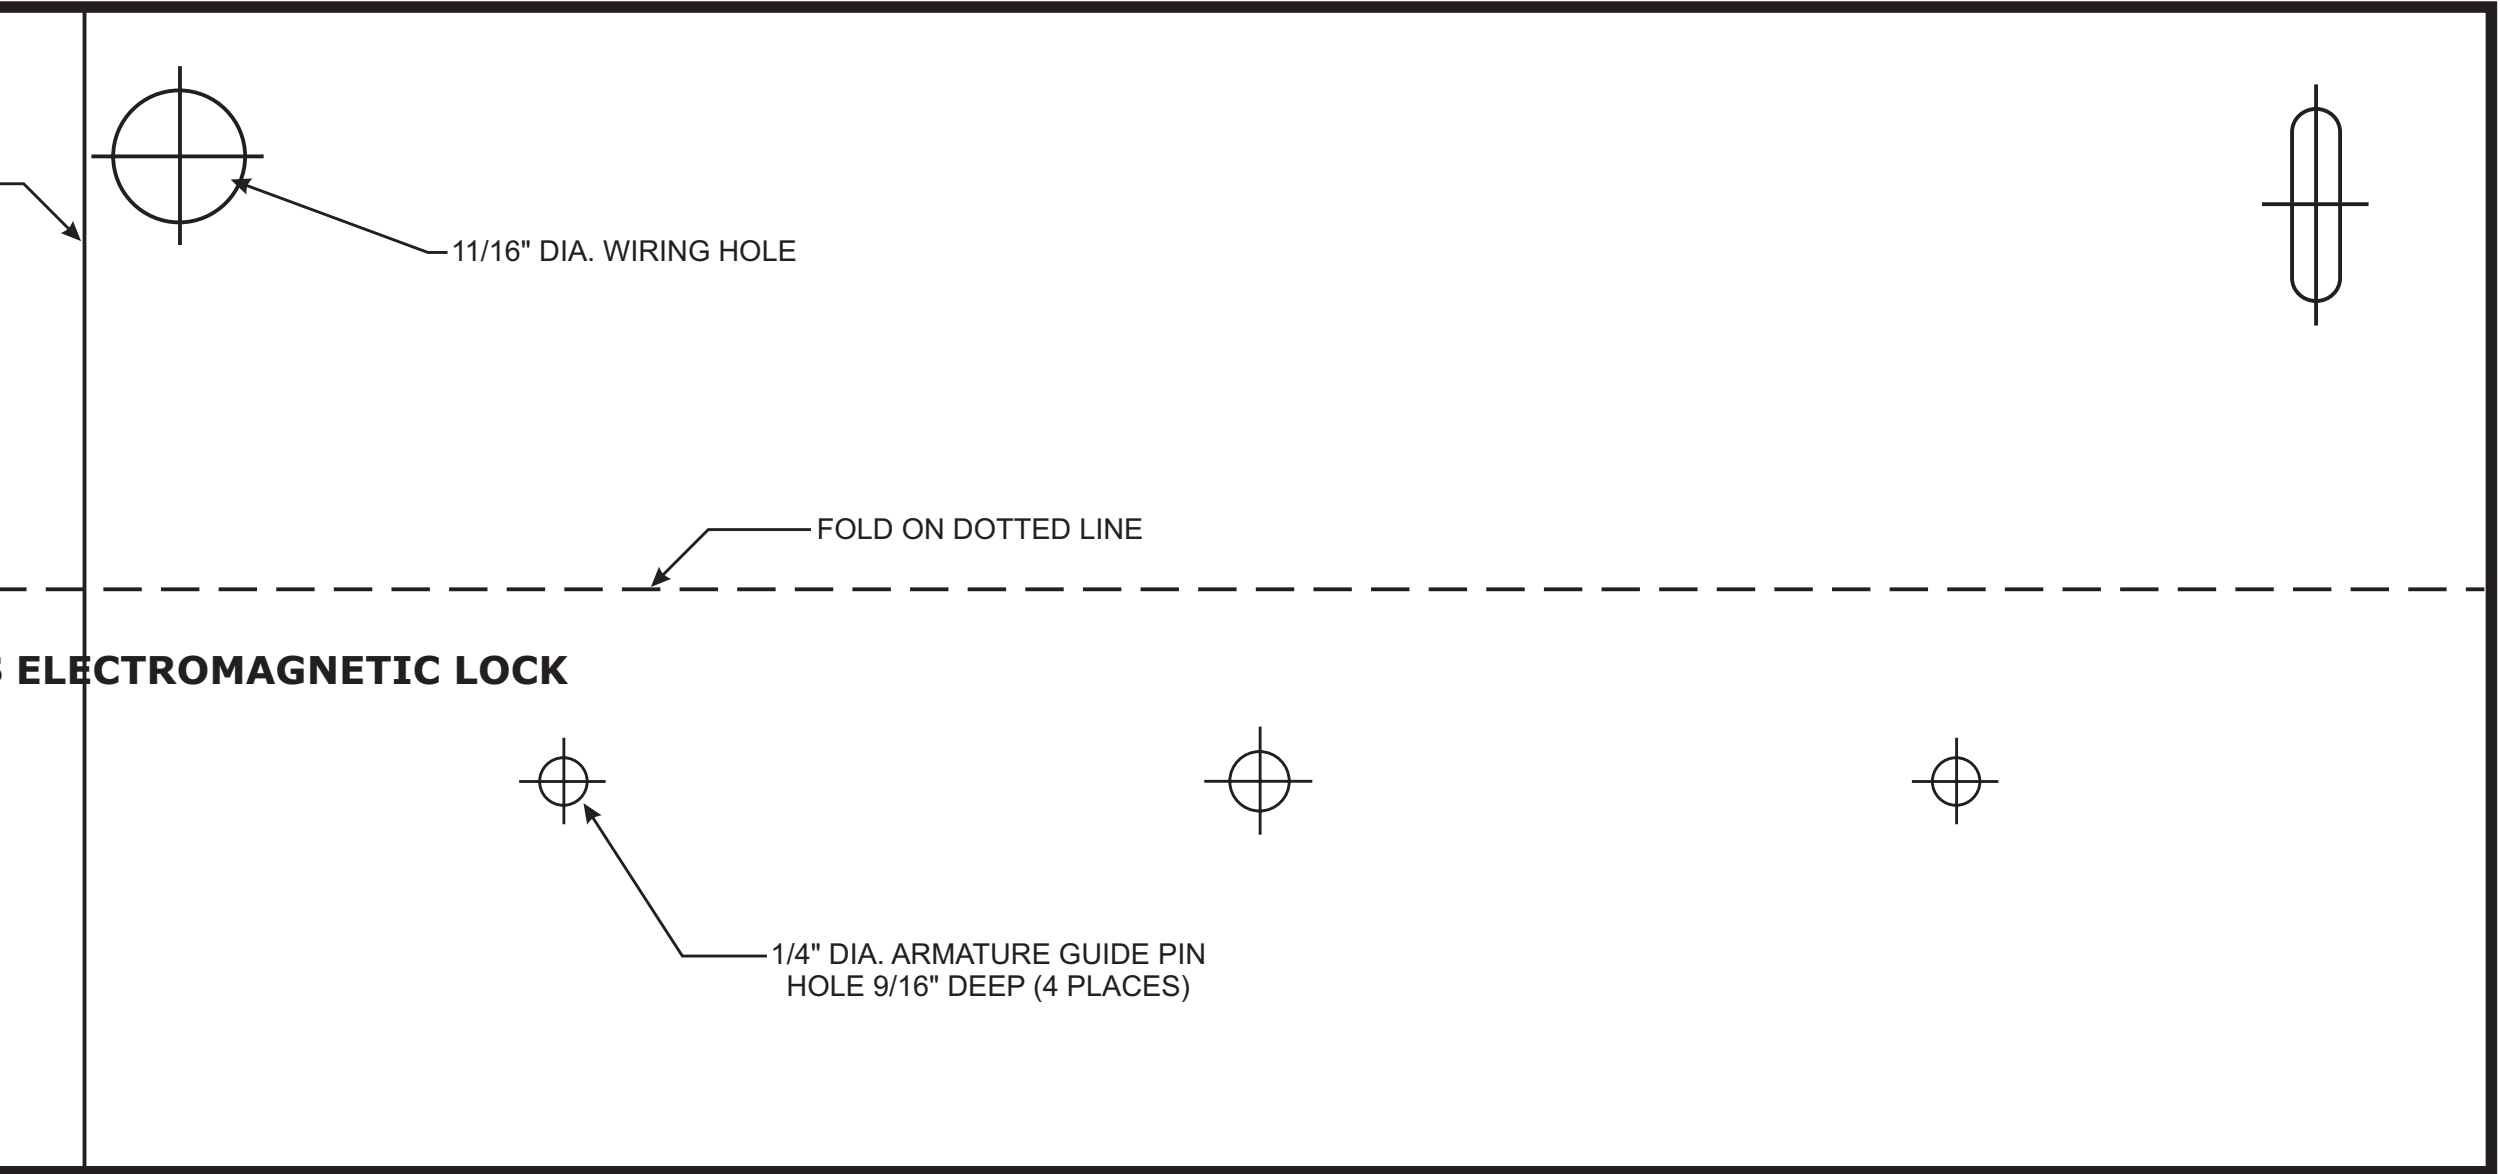 11/16" DIA. WIRING HOLE
FOLD ON DOTTED LINE
ELECTROMAGNETIC LOCK
1/4" DIA. ARMATURE GUIDE PIN
HOLE 9/16" DEEP (4 PLACES)